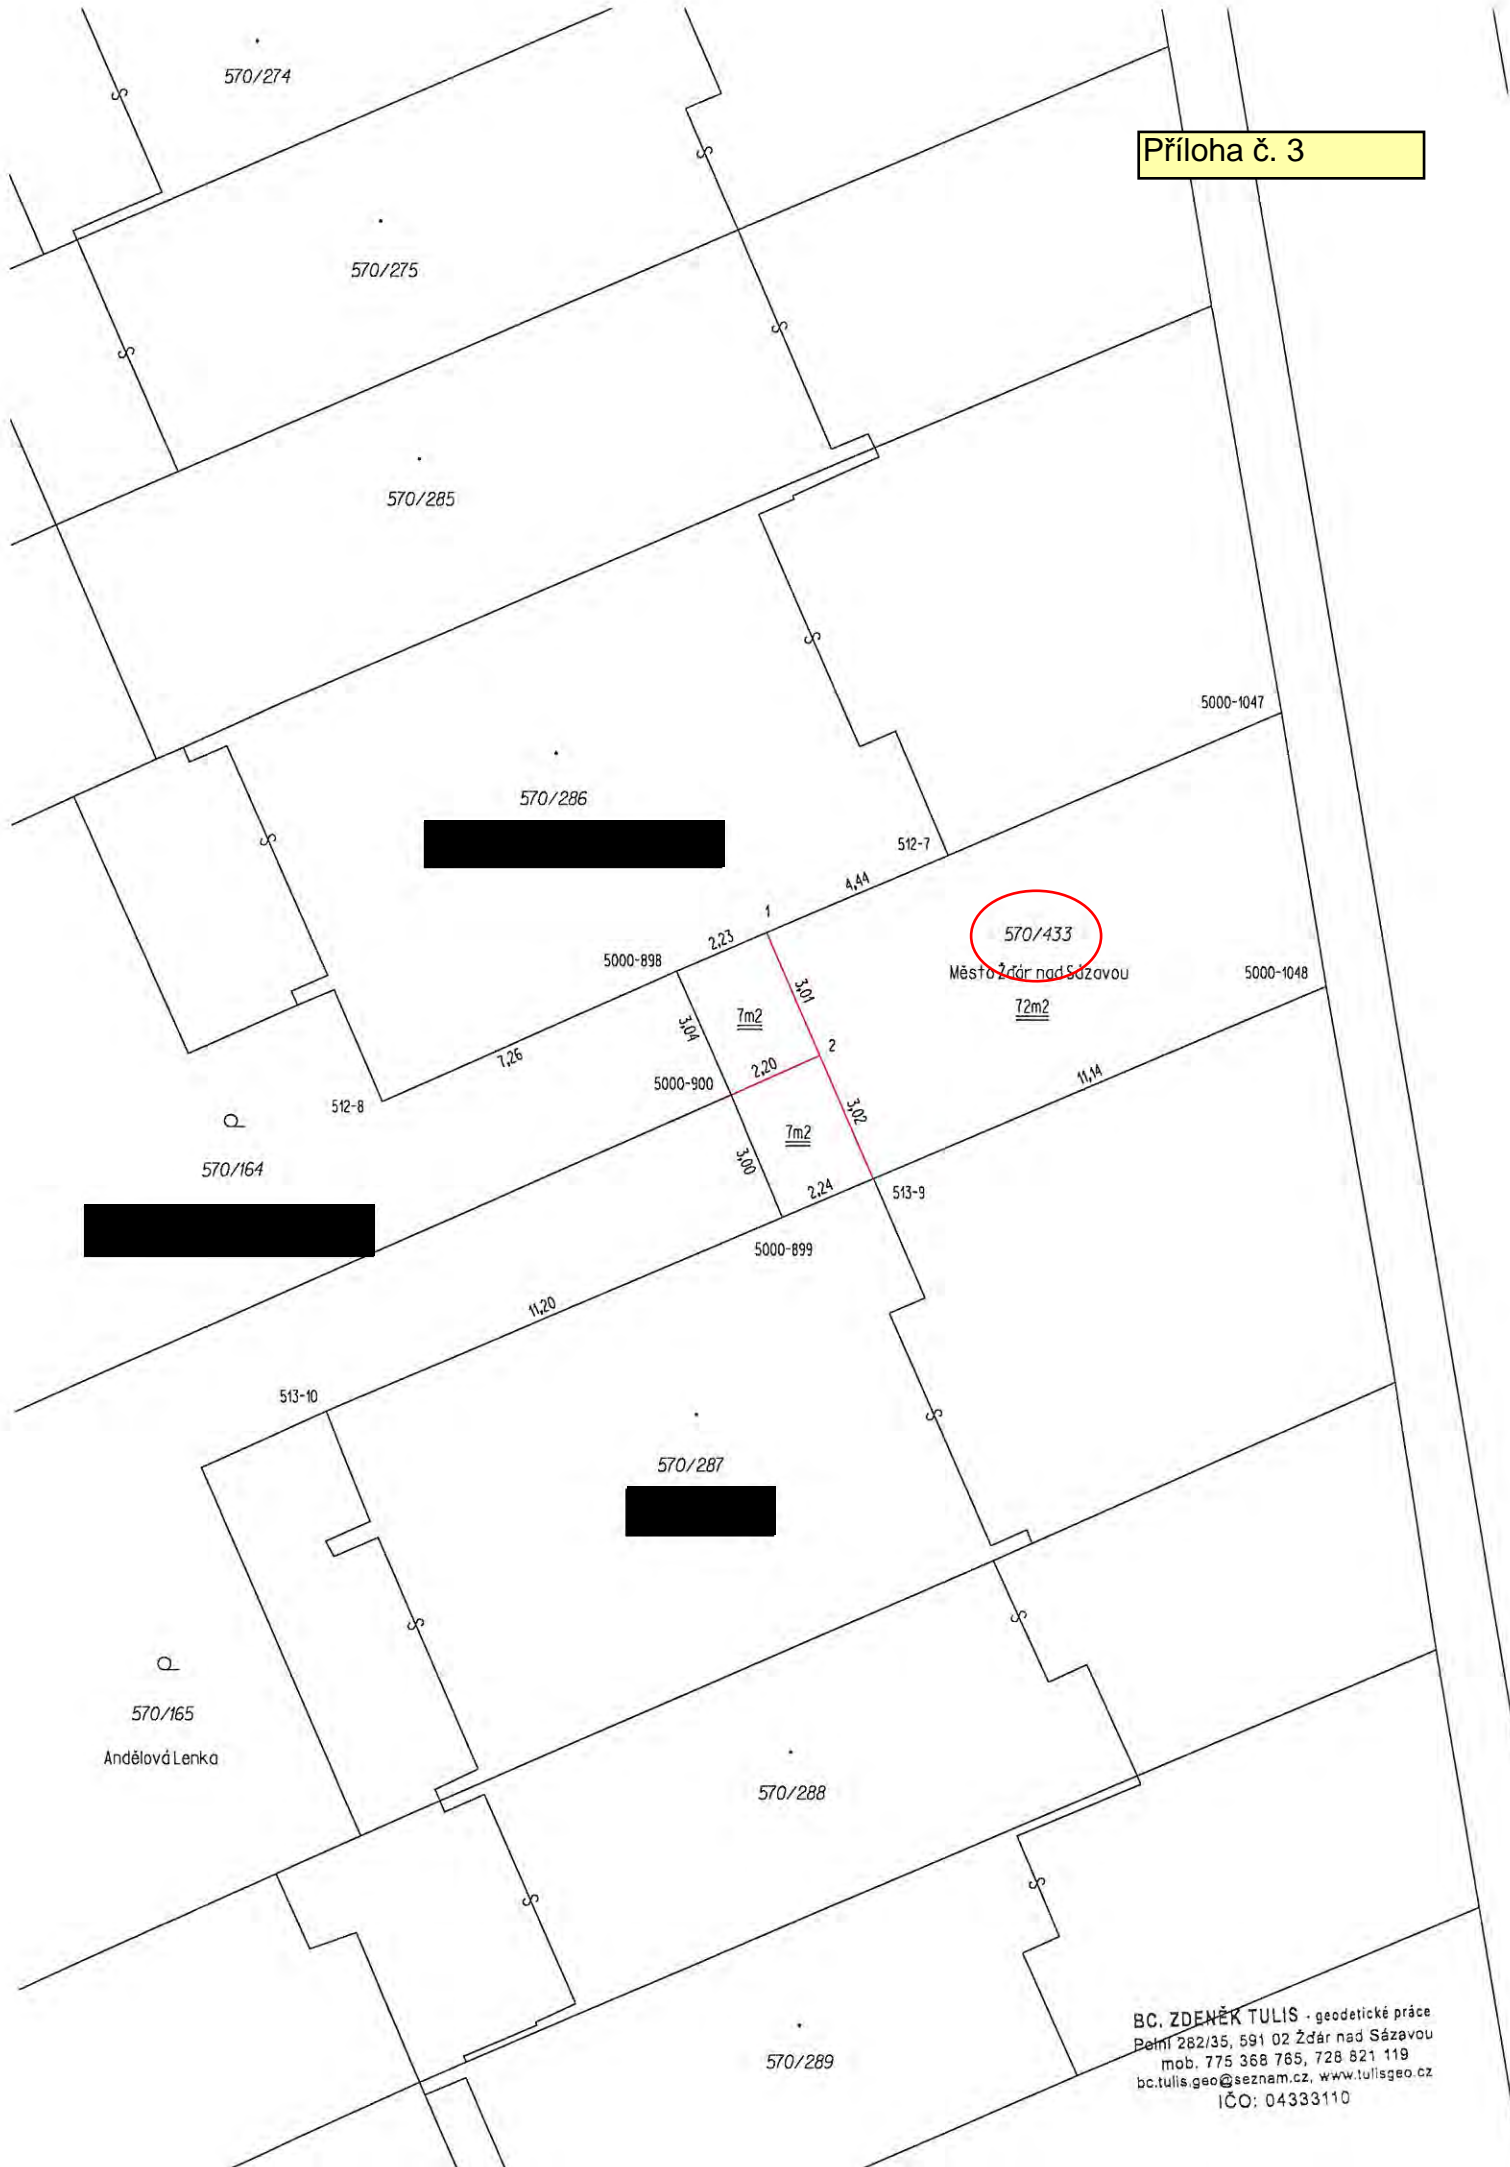 570/274
Příloha č. 3
S
S
570/275
S
S
570/285
S
5000-1047
570/286
S
512-7
4,44
1
570/433
2,23
5000-898
Město Žďár nad Sázavou
5000-1048
3,01
72m2
7m2
3,04
2
7,26
2,20
5000-900
11,14
512-8
3,02
7m2
570/164
3,00
2,24
513-9
5000-899
11,20
513-10
S
570/287
S
S
570/165
Andělová Lenka
570/288
S
S
BC. ZDENĚK TULIS - geodetické práce
Polní 282/35, 591 02 Žďár nad Sázavou
mob. 775 368 765, 728 821 119
bc.tulis.geo@seznam.cz, www.tulisgeo.cz
IČO: 04333110
570/289